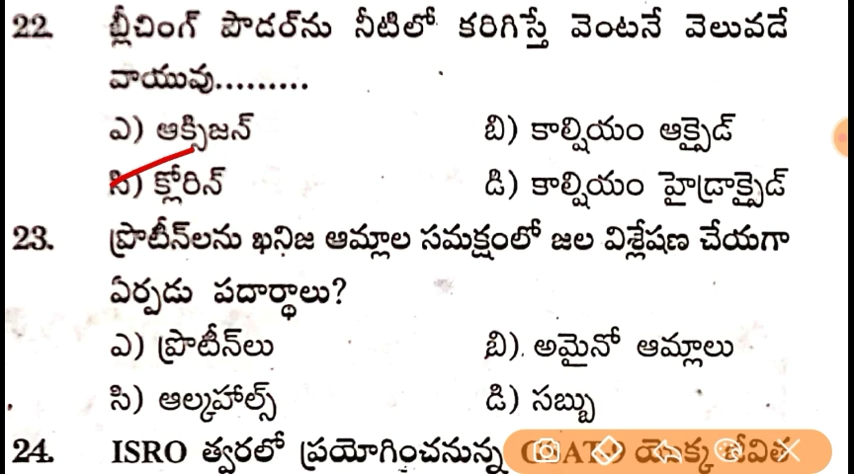 22. బ్లీచింగ్ పౌడర్‌ను నీటిలో కరిగిస్తే వెంటనే వెలువడే
వాయువు.........
ఎ) ఆక్సిజన్ బి) కాల్షియం ఆక్సైడ్
సి) క్లోరిన్ డి) కాల్షియం హైడ్రాక్సైడ్
23. ప్రొటీన్‌లను ఖనిజ ఆమ్లాల సమక్షంలో జల విశ్లేషణ చేయగా
ఏర్పడు పదార్థాలు?
ఎ) ప్రొటీన్‌లు బి). అమైనో ఆమ్లాలు
సి) ఆల్కహాల్స్ డి) సబ్బు
24. ISRO త్వరలో ప్రయోగించనున్న యొక్క జీవిత